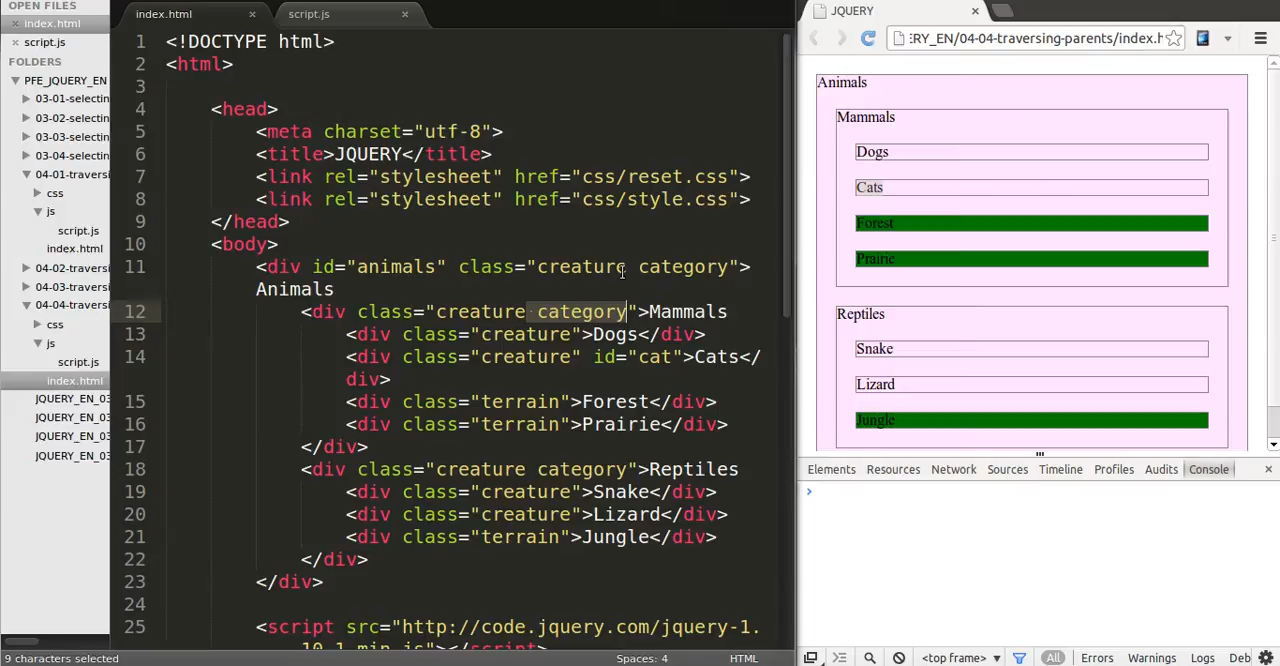 OPEN FILES
index.html
script.js
FOLDERS
PFE_JQUERY_EN
03-01-selectin
03-02-selectin
03-03-selectin
03-04-selectin
04-01-traversi
css
js
script.js
index.html
04-02-traversi
04-03-traversi
04-04-traversi
css
js
script.js
index.html
JQUERY_EN_03
JQUERY_EN_03
JQUERY_EN_03
JQUERY_EN_03
index.html × script.js ×
1 <!DOCTYPE html>
2 <html>
3
4 <head>
5 <meta charset="utf-8">
6 <title>JQUERY</title>
7 <link rel="stylesheet" href="css/reset.css">
8 <link rel="stylesheet" href="css/style.css">
9 </head>
10 <body>
11 <div id="animals" class="creature category">
Animals
12 <div class="creature category">Mammals
13 <div class="creature">Dogs</div>
14 <div class="creature" id="cat">Cats</
div>
15 <div class="terrain">Forest</div>
16 <div class="terrain">Prairie</div>
17 </div>
18 <div class="creature category">Reptiles
19 <div class="creature">Snake</div>
20 <div class="creature">Lizard</div>
21 <div class="terrain">Jungle</div>
22 </div>
23 </div>
24
25 <script src="http://code.jquery.com/jquery-1.
10.1.min.js"></script>
9 characters selected Spaces: 4 HTML
JQUERY ×
:RY_EN/04-04-traversing-parents/index.h
Animals
Mammals
Dogs
Cats
Forest
Prairie
Reptiles
Snake
Lizard
Jungle
Elements Resources Network Sources Timeline Profiles Audits Console ×
<top frame> All Errors Warnings Logs Deb